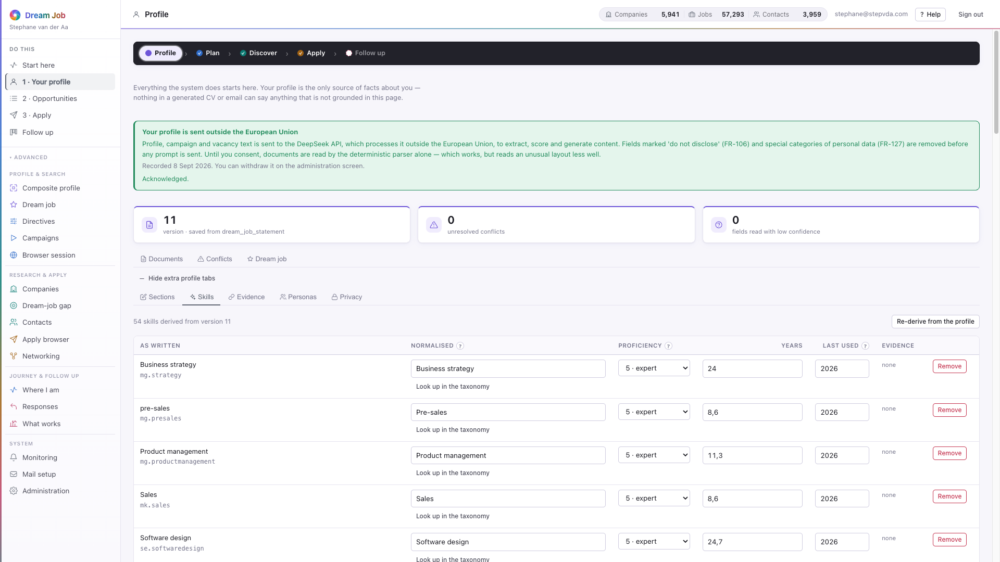 Dream Job
Stephane van der Aa
DO THIS
Start here
1 · Your profile
2 · Opportunities
3 · Apply
Follow up
ADVANCED
PROFILE & SEARCH
Composite profile
Dream job
Directives
Campaigns
Browser session
RESEARCH & APPLY
Companies
Dream-job gap
Contacts
Apply browser
Networking
JOURNEY & FOLLOW UP
Where I am
Responses
What works
SYSTEM
Monitoring
Mail setup
Administration
Profile
Companies 5,941 Jobs 57,293 Contacts 3,959 stephane@stepvda.com ? Help Sign out
Profile › Plan › Discover › Apply › Follow up
Everything the system does starts here. Your profile is the only source of facts about you —
nothing in a generated CV or email can say anything that is not grounded in this page.
Your profile is sent outside the European Union
Profile, campaign and vacancy text is sent to the DeepSeek API, which processes it outside the European Union, to extract, score and generate content. Fields marked 'do not disclose' (FR-106) and special categories of personal data (FR-127) are removed before
any prompt is sent. Until you consent, documents are read by the deterministic parser alone — which works, but reads an unusual layout less well.
Recorded 8 Sept 2026. You can withdraw it on the administration screen.
Acknowledged.
11
version · saved from dream_job_statement
0
unresolved conflicts
0
fields read with low confidence
Documents Conflicts Dream job
— Hide extra profile tabs
Sections Skills Evidence Personas Privacy
54 skills derived from version 11 Re-derive from the profile
AS WRITTEN NORMALISED ? PROFICIENCY ? YEARS LAST USED ? EVIDENCE
Business strategy Business strategy 5 · expert 24 2026 none Remove
mg.strategy
Look up in the taxonomy
pre-sales Pre-sales 5 · expert 8,6 2026 none Remove
mg.presales
Look up in the taxonomy
Product management Product management 5 · expert 11,3 2026 none Remove
mg.productmanagement
Look up in the taxonomy
Sales Sales 5 · expert 8,6 2026 none Remove
mk.sales
Look up in the taxonomy
Software design Software design 5 · expert 24,7 2026 none Remove
se.softwaredesign
Look up in the taxonomy